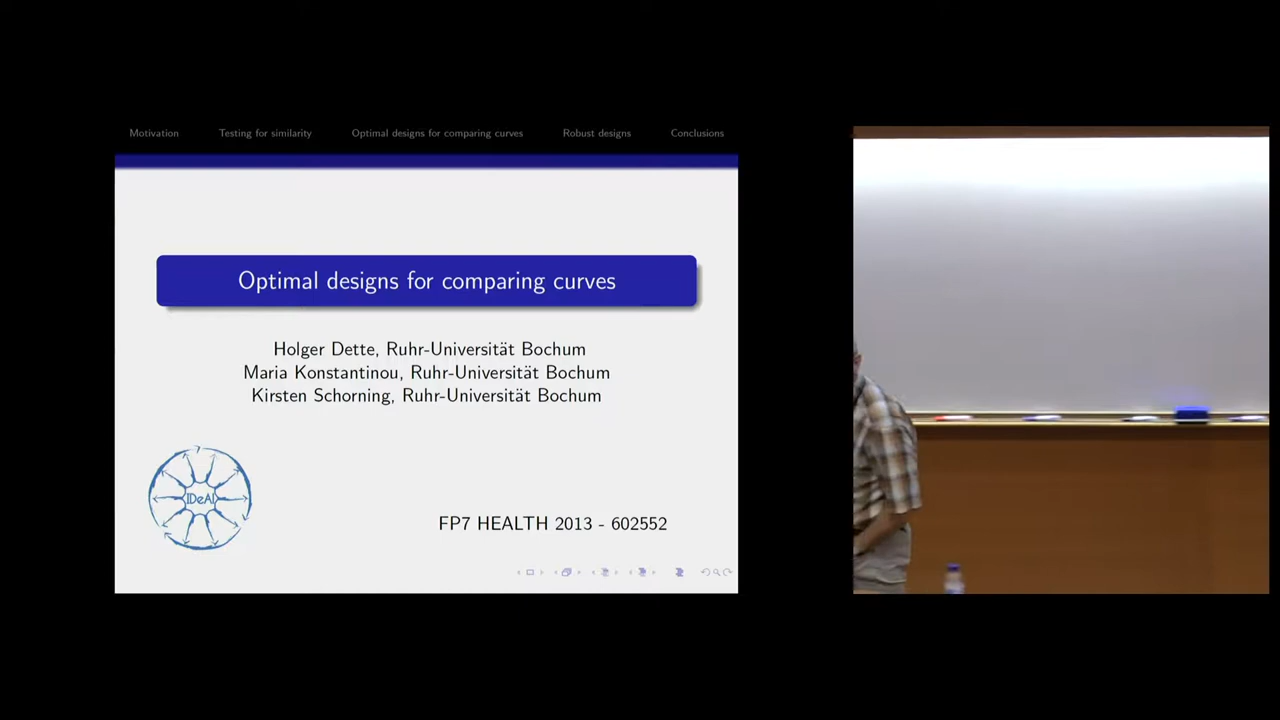 Motivation
Testing for similarity
Optimal designs for comparing curves
Robust designs
Conclusions
Optimal designs for comparing curves
Holger Dette, Ruhr-Universität Bochum
Maria Konstantinou, Ruhr-Universität Bochum
Kirsten Schorning, Ruhr-Universität Bochum
IDeAl
FP7 HEALTH 2013 - 602552